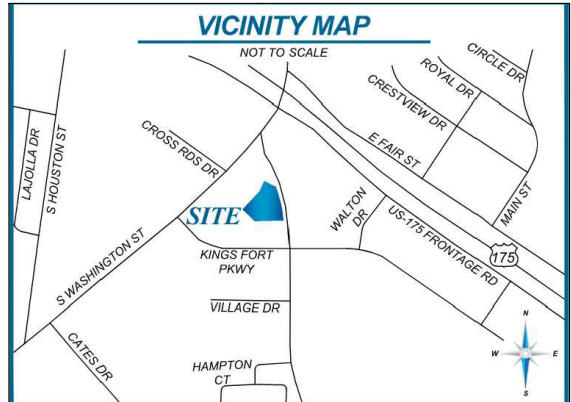 VICINITY MAP
NOT TO SCALE
CIRCLE DR
ROYAL DR
CRESTVIEW DR
E FAIR ST
MAIN ST
CROSS RDS DR
LAJOLLA DR
S HOUSTON ST
SITE
WALTON
DR
US-175 FRONTAGE RD
175
S WASHINGTON ST
KINGS FORT
PKWY
VILLAGE DR
CATES DR
HAMPTON
CT
N
W
E
S